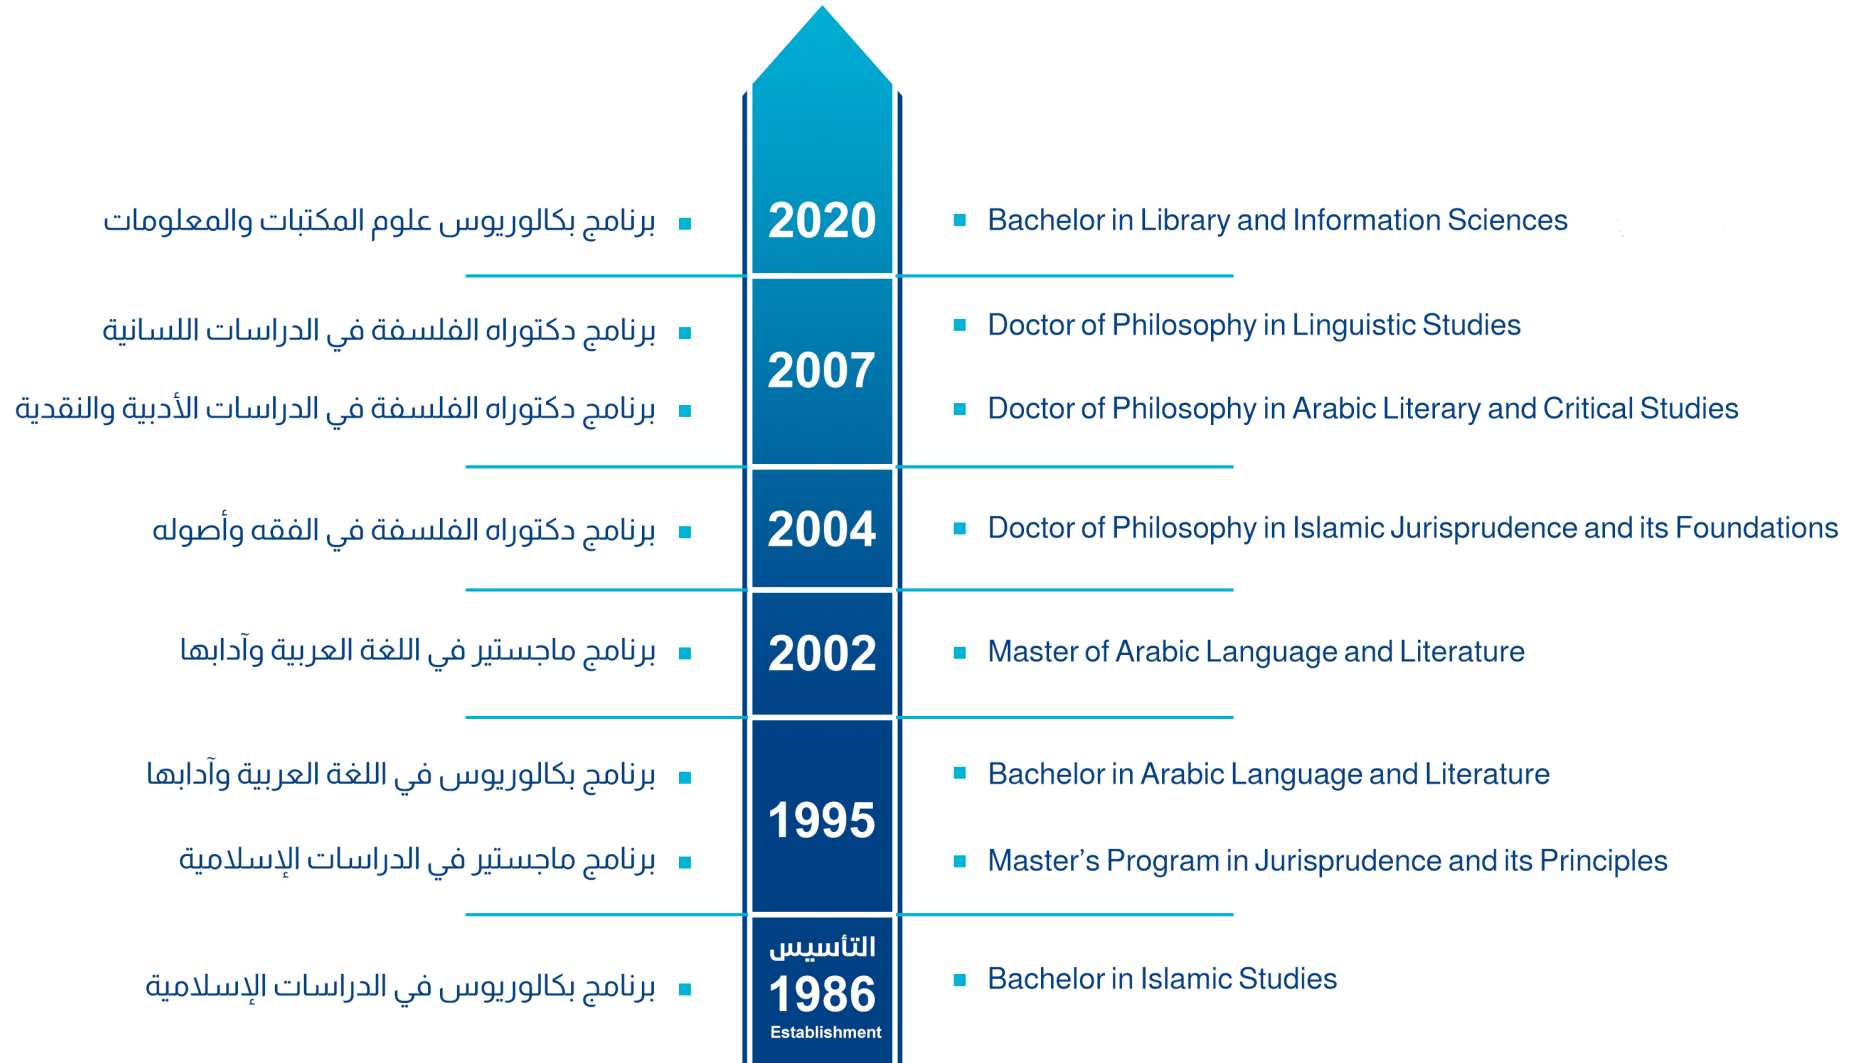 برنامج بكالوريوس علوم المكتبات والمعلومات
2020
Bachelor in Library and Information Sciences
برنامج دكتوراه الفلسفة في الدراسات اللسانية
برنامج دكتوراه الفلسفة في الدراسات الأدبية والنقدية
2007
Doctor of Philosophy in Linguistic Studies
Doctor of Philosophy in Arabic Literary and Critical Studies
برنامج دكتوراه الفلسفة في الفقه وأصوله
2004
Doctor of Philosophy in Islamic Jurisprudence and its Foundations
برنامج ماجستير في اللغة العربية وآدابها
2002
Master of Arabic Language and Literature
برنامج بكالوريوس في اللغة العربية وآدابها
برنامج ماجستير في الدراسات الإسلامية
1995
Bachelor in Arabic Language and Literature
Master’s Program in Jurisprudence and its Principles
برنامج بكالوريوس في الدراسات الإسلامية
التأسيس
1986
Establishment
Bachelor in Islamic Studies